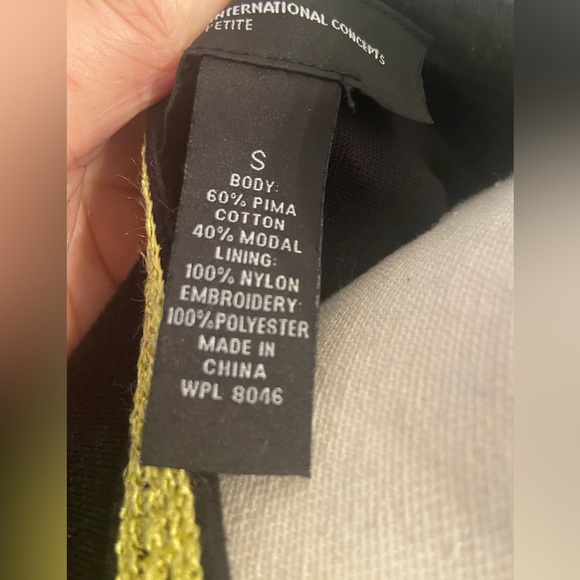 INTERNATIONAL CONCEPTS
PETITE
S
BODY:
60% PIMA
COTTON
40% MODAL
LINING:
100% NYLON
EMBROIDERY:
100%POLYESTER
MADE IN
CHINA
WPL 8046